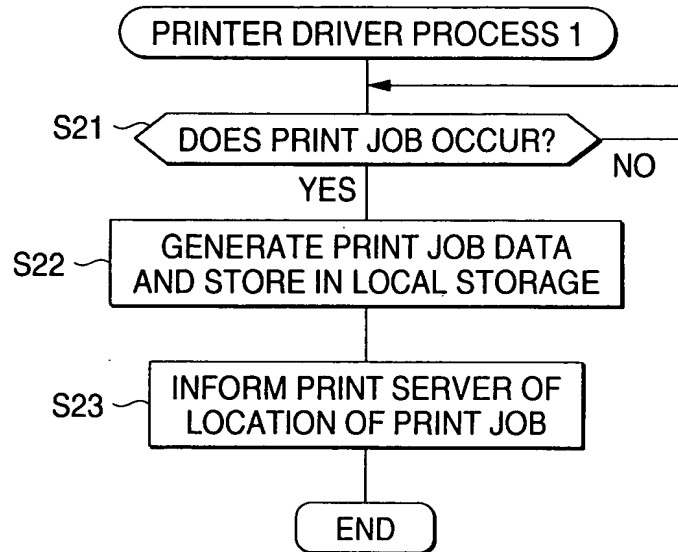 PRINTER DRIVER PROCESS 1
S21
DOES PRINT JOB OCCUR?
NO
YES
S22
GENERATE PRINT JOB DATA
AND STORE IN LOCAL STORAGE
S23
INFORM PRINT SERVER OF
LOCATION OF PRINT JOB
END